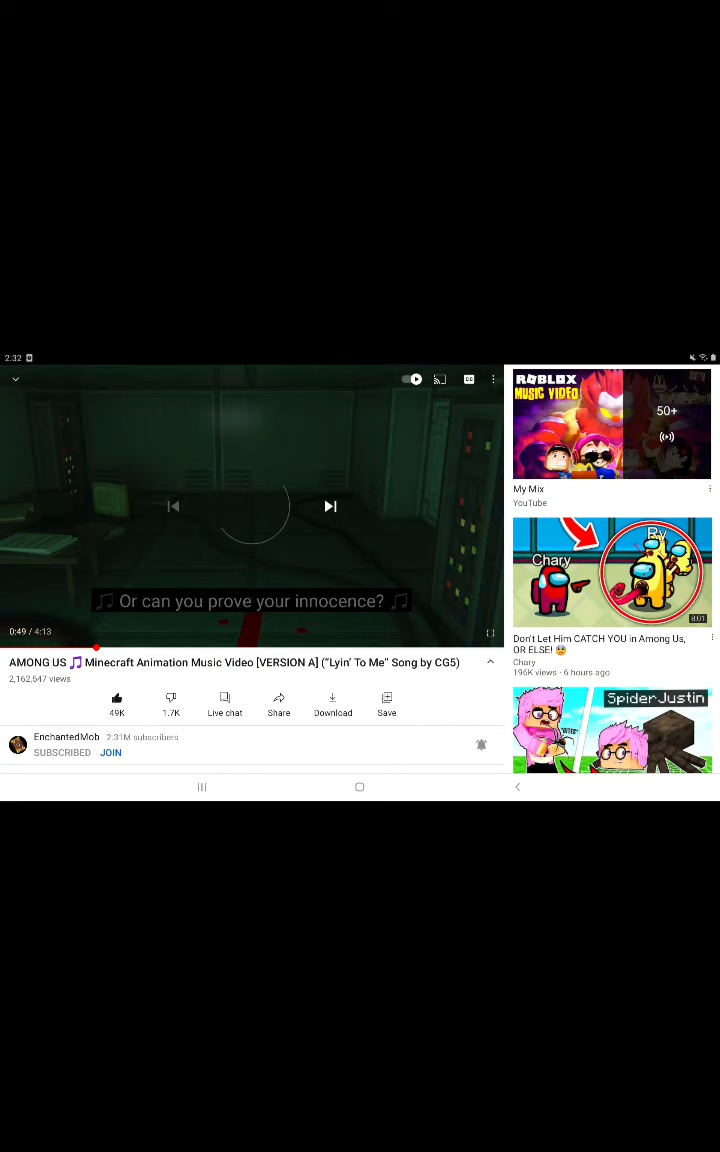 2:32
Or can you prove your innocence?
0:49 / 4:13
AMONG US 🎵 Minecraft Animation Music Video [VERSION A] ("Lyin' To Me" Song by CG5)
2,162,547 views
49K
1.7K
Live chat
Share
Download
Save
EnchantedMob 2.31M subscribers
SUBSCRIBED JOIN
ROBLOX
MUSIC VIDEO
50+
My Mix
YouTube
Chary
Ry
8:01
Don't Let Him CATCH YOU in Among Us,
OR ELSE! 😨
Chary
196K views · 6 hours ago
SpiderJustin
*BITES*